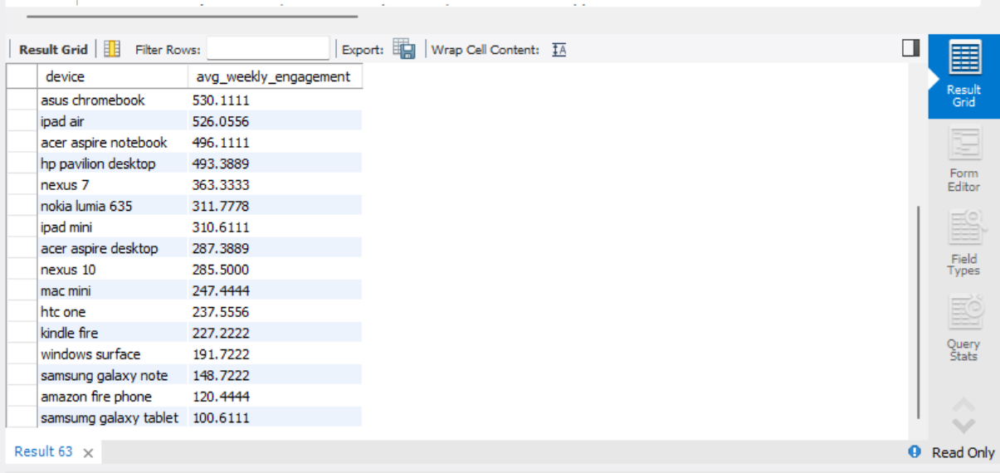 Result Grid Filter Rows: Export: Wrap Cell Content: IA
device avg_weekly_engagement
asus chromebook 530.1111
ipad air 526.0556
acer aspire notebook 496.1111
hp pavilion desktop 493.3889
nexus 7 363.3333
nokia lumia 635 311.7778
ipad mini 310.6111
acer aspire desktop 287.3889
nexus 10 285.5000
mac mini 247.4444
htc one 237.5556
kindle fire 227.2222
windows surface 191.7222
samsung galaxy note 148.7222
amazon fire phone 120.4444
samsumg galaxy tablet 100.6111
Result 63
Result
Grid
Form
Editor
Field
Types
Query
Stats
Read Only